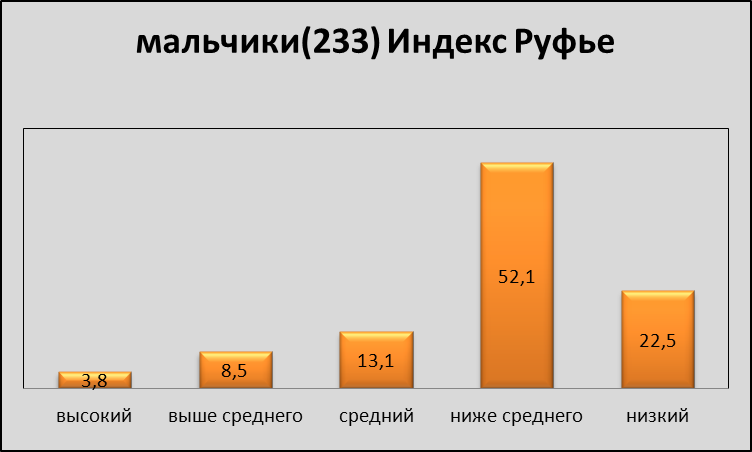 мальчики(233) Индекс Руфье
3,8
8,5
13,1
52,1
22,5
высокий
выше среднего
средний
ниже среднего
низкий